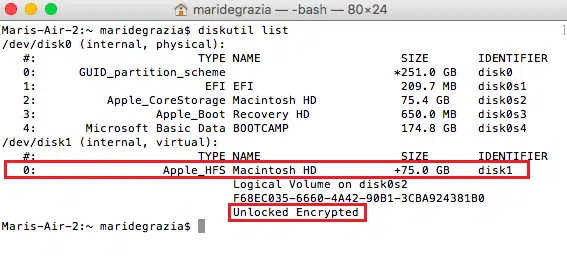 maridegrazia — -bash — 80×24
[Maris-Air-2:~ maridegrazia$ diskutil list ]
/dev/disk0 (internal, physical):
#: TYPE NAME SIZE IDENTIFIER
0: GUID_partition_scheme *251.0 GB disk0
1: EFI EFI 209.7 MB disk0s1
2: Apple_CoreStorage Macintosh HD 75.4 GB disk0s2
3: Apple_Boot Recovery HD 650.0 MB disk0s3
4: Microsoft Basic Data BOOTCAMP 174.8 GB disk0s4
/dev/disk1 (internal, virtual):
#: TYPE NAME SIZE IDENTIFIER
0: Apple_HFS Macintosh HD +75.0 GB disk1
Logical Volume on disk0s2
F68EC035-6660-4A42-90B1-3CBA924381B0
Unlocked Encrypted
Maris-Air-2:~ maridegrazia$